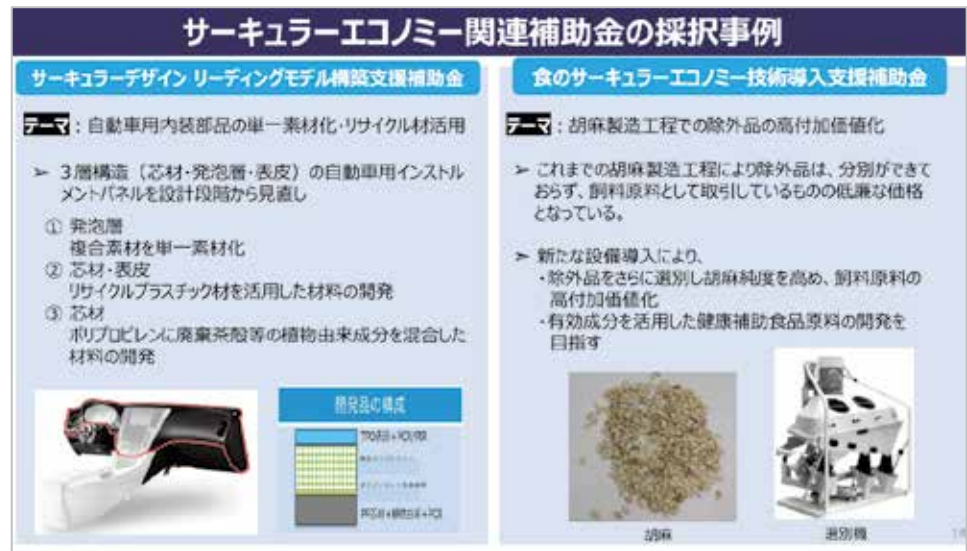 サーキュラーエコノミー関連補助金の採択事例
サーキュラーデザイン リーディングモデル構築支援補助金
テーマ:自動車用内装部品の単一素材化・リサイクル材活用
➢ 3層構造(芯材・発泡層・表皮)の自動車用インストル
メントパネルを設計段階から見直し
① 発泡層
複合素材を単一素材化
② 芯材・表皮
リサイクルプラスチック材を活用した材料の開発
③ 芯材
ポリプロピレンに廃棄茶殻等の植物由来成分を混合した
材料の開発
開発品の構成
食のサーキュラーエコノミー技術導入支援補助金
テーマ:胡麻製造工程での除外品の高付加価値化
➢ これまでの胡麻製造工程により除外品は、分別ができて
おらず、飼料原料として取引しているものの低廉な価格
となっている。
➢ 新たな設備導入により、
・除外品をさらに選別し胡麻純度を高め、飼料原料の
高付加価値化
・有効成分を活用した健康補助食品原料の開発を
目指す
胡麻
選別機